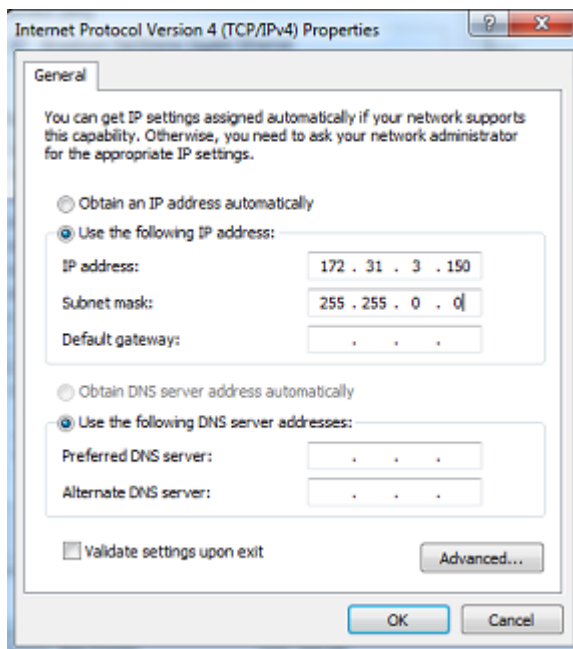 Internet Protocol Version 4 (TCP/IPv4) Properties
General
You can get IP settings assigned automatically if your network supports
this capability. Otherwise, you need to ask your network administrator
for the appropriate IP settings.
Obtain an IP address automatically
Use the following IP address:
IP address: 172 . 31 . 3 . 150
Subnet mask: 255 . 255 . 0 . 0
Default gateway: . . .
Obtain DNS server address automatically
Use the following DNS server addresses:
Preferred DNS server: . . .
Alternate DNS server: . . .
Validate settings upon exit
Advanced...
OK Cancel